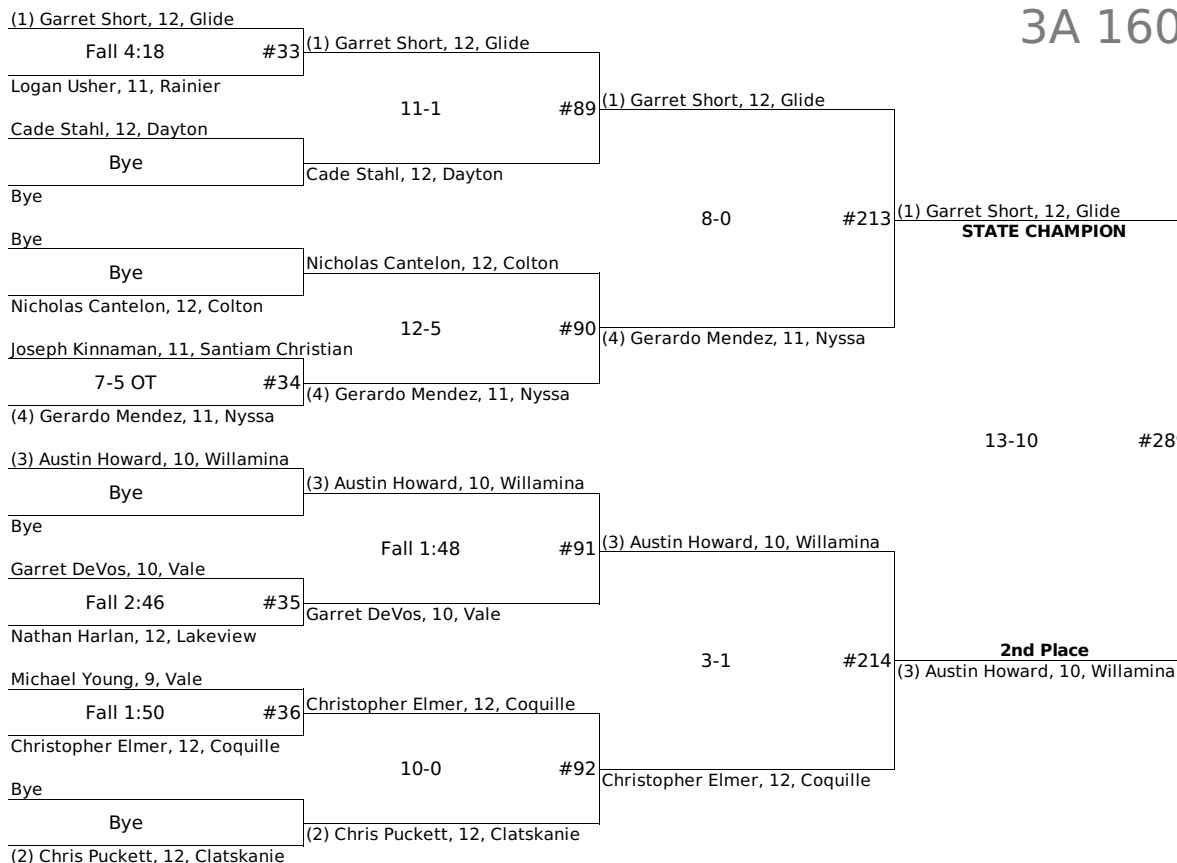 3A 160
(1) Garret Short, 12, Glide
Fall 4:18 #33
Logan Usher, 11, Rainier
Cade Stahl, 12, Dayton
Bye
Bye
Bye
Bye
Nicholas Cantelon, 12, Colton
Joseph Kinnaman, 11, Santiam Christian
7-5 OT #34
(4) Gerardo Mendez, 11, Nyssa
(3) Austin Howard, 10, Willamina
Bye
Bye
Garret DeVos, 10, Vale
Fall 2:46 #35
Nathan Harlan, 12, Lakeview
Michael Young, 9, Vale
Fall 1:50 #36
Christopher Elmer, 12, Coquille
Bye
Bye
(2) Chris Puckett, 12, Clatskanie
(1) Garret Short, 12, Glide
11-1 #89
Cade Stahl, 12, Dayton
Nicholas Cantelon, 12, Colton
12-5 #90
(4) Gerardo Mendez, 11, Nyssa
(3) Austin Howard, 10, Willamina
Fall 1:48 #91
Garret DeVos, 10, Vale
Christopher Elmer, 12, Coquille
10-0 #92
(2) Chris Puckett, 12, Clatskanie
(1) Garret Short, 12, Glide
8-0 #213
(4) Gerardo Mendez, 11, Nyssa
(3) Austin Howard, 10, Willamina
3-1 #214
Christopher Elmer, 12, Coquille
(1) Garret Short, 12, Glide
STATE CHAMPION
13-10
2nd Place
(3) Austin Howard, 10, Willamina